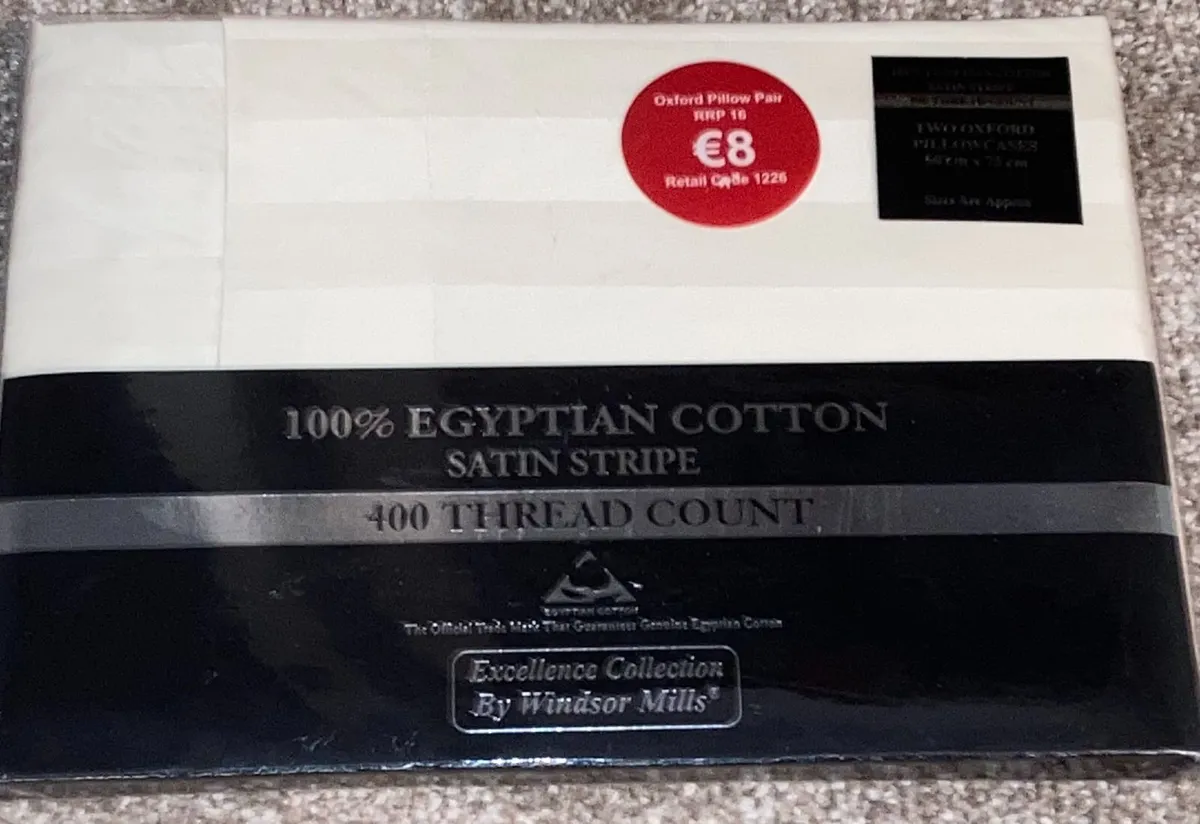 Oxford Pillow Pair
RRP 16
€8
Retail Code 1226
TWO OXFORD
PILLOWCASES
Sizes Are Approx
100% EGYPTIAN COTTON
SATIN STRIPE
400 THREAD COUNT
EGYPTIAN COTTON
The Official Trade Mark That Guarantees Genuine Egyptian Cotton
Excellence Collection
By Windsor Mills®